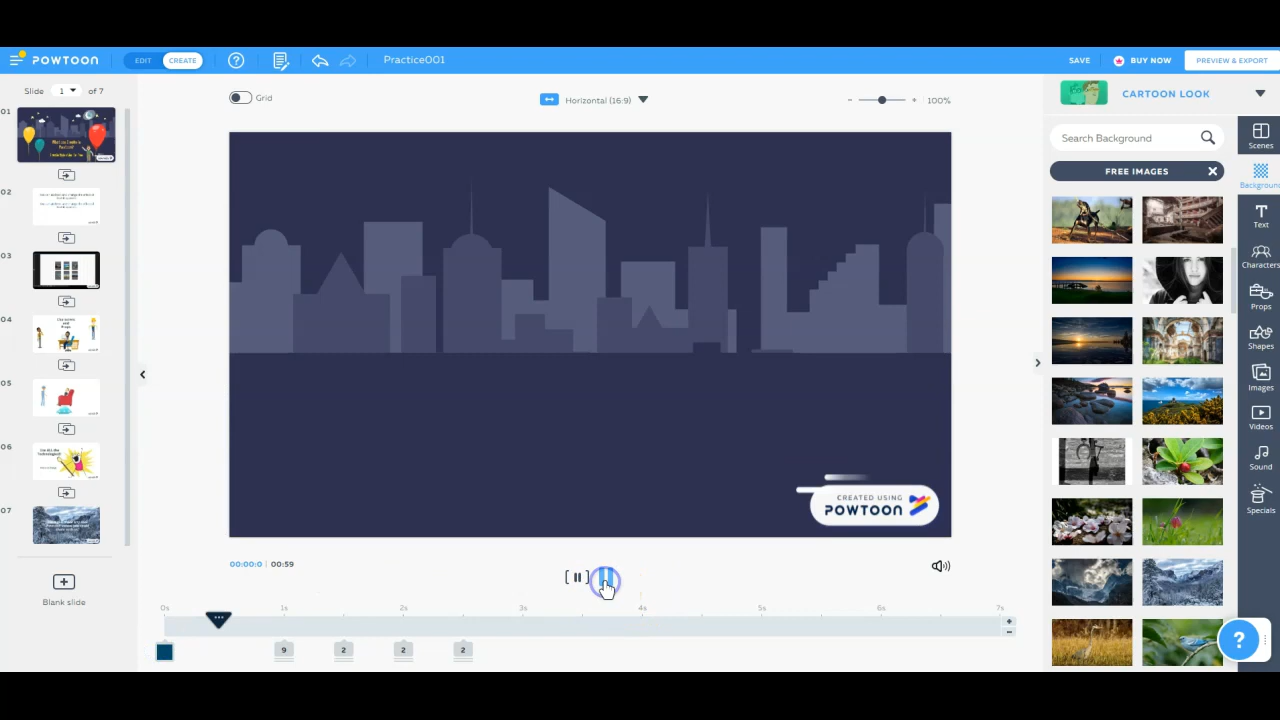 POWTOON
EDIT
CREATE
?
Practice001
SAVE
BUY NOW
PREVIEW & EXPORT
Slide 1 of 7
Grid
Horizontal (16:9)
- + 100%
CARTOON LOOK
Search Background
FREE IMAGES
01
02
03
04
05
06
07
Blank slide
Scenes
Background
Text
Characters
Props
Shapes
Images
Videos
Sound
Specials
CREATED USING
POWTOON
00:00:0 | 00:59
0s 1s 2s 3s 4s 5s 6s 7s
+
-
9 2 2 2
?